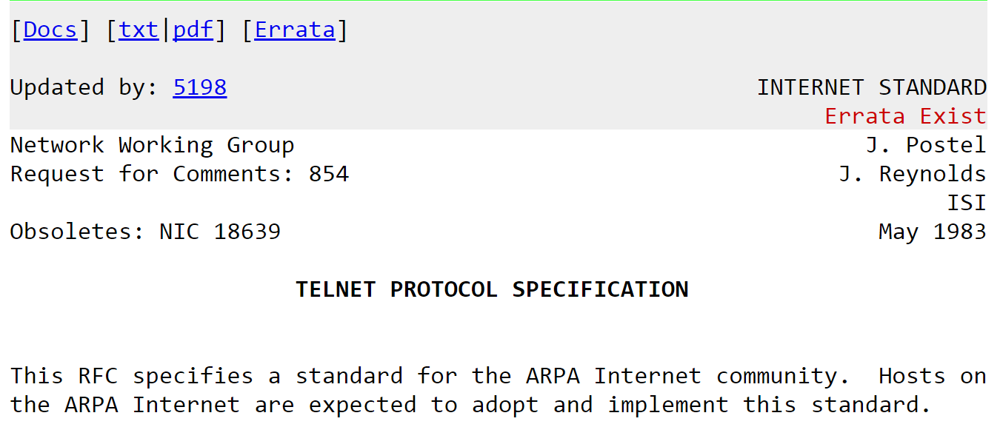 [Docs] [txt|pdf] [Errata]
Updated by: 5198 INTERNET STANDARD
Errata Exist
Network Working Group J. Postel
Request for Comments: 854 J. Reynolds
ISI
Obsoletes: NIC 18639 May 1983
TELNET PROTOCOL SPECIFICATION
This RFC specifies a standard for the ARPA Internet community. Hosts on
the ARPA Internet are expected to adopt and implement this standard.